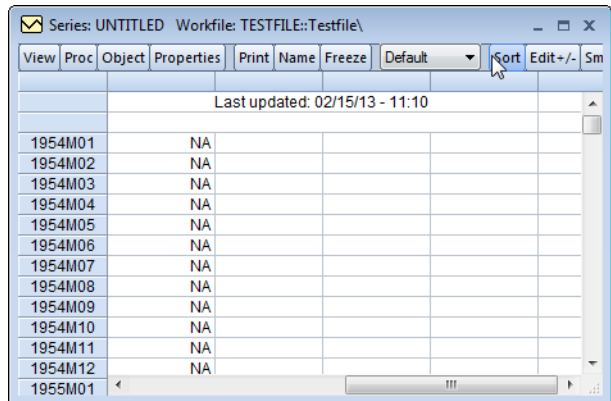 Series: UNTITLED Workfile: TESTFILE::Testfile\
View Proc Object Properties Print Name Freeze Default Sort Edit+/- Sm
Last updated: 02/15/13 - 11:10
1954M01 NA
1954M02 NA
1954M03 NA
1954M04 NA
1954M05 NA
1954M06 NA
1954M07 NA
1954M08 NA
1954M09 NA
1954M10 NA
1954M11 NA
1954M12 NA
1955M01